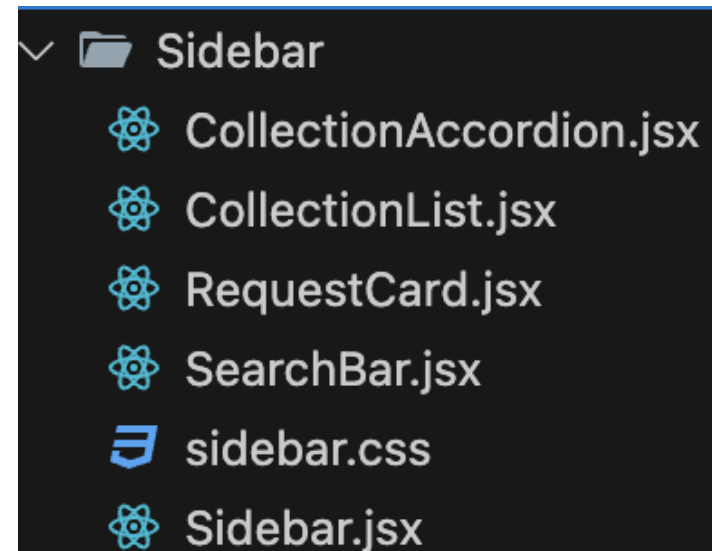 Sidebar
CollectionAccordion.jsx
CollectionList.jsx
RequestCard.jsx
SearchBar.jsx
sidebar.css
Sidebar.jsx